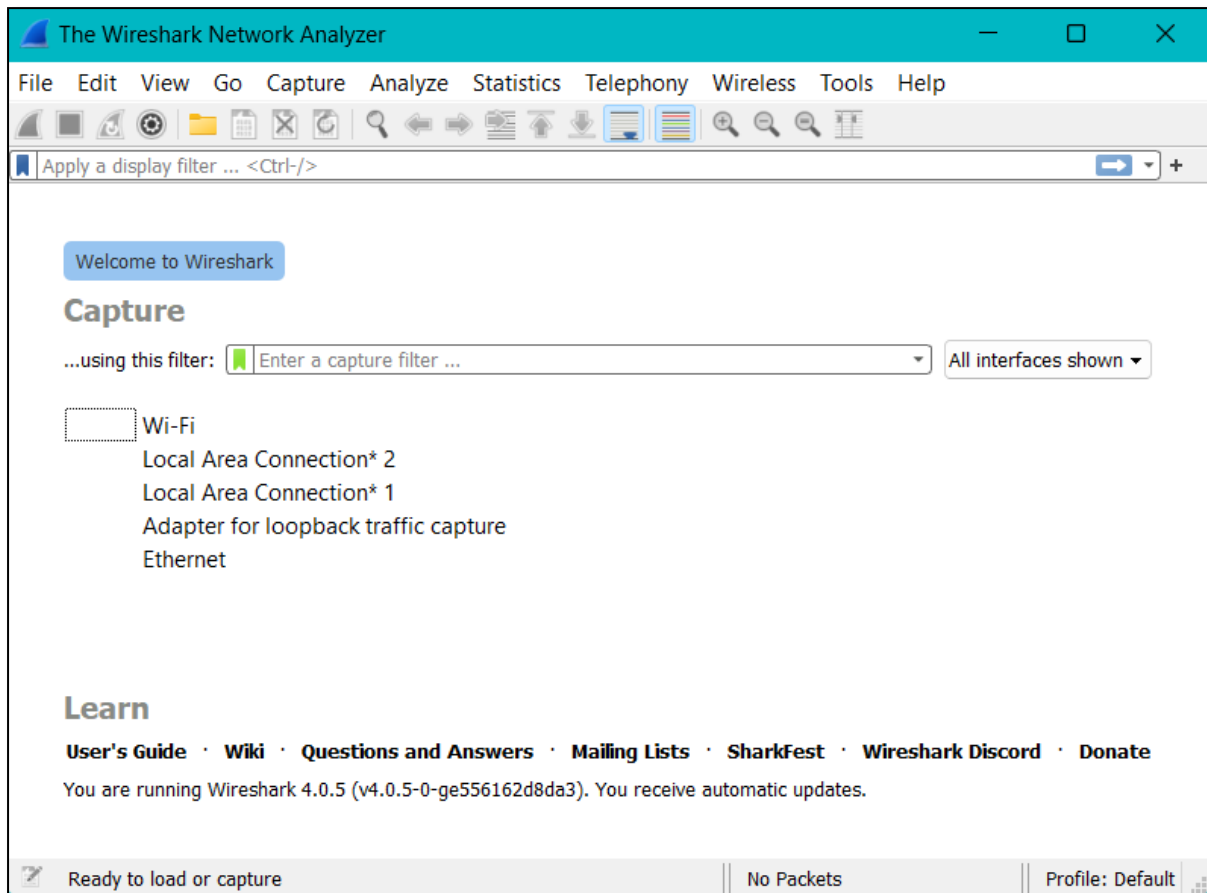 The Wireshark Network Analyzer
File Edit View Go Capture Analyze Statistics Telephony Wireless Tools Help
Apply a display filter ... <Ctrl-/>
Welcome to Wireshark
Capture
...using this filter: Enter a capture filter ... All interfaces shown
Wi-Fi
Local Area Connection* 2
Local Area Connection* 1
Adapter for loopback traffic capture
Ethernet
Learn
User's Guide · Wiki · Questions and Answers · Mailing Lists · SharkFest · Wireshark Discord · Donate
You are running Wireshark 4.0.5 (v4.0.5-0-ge556162d8da3). You receive automatic updates.
Ready to load or capture No Packets Profile: Default